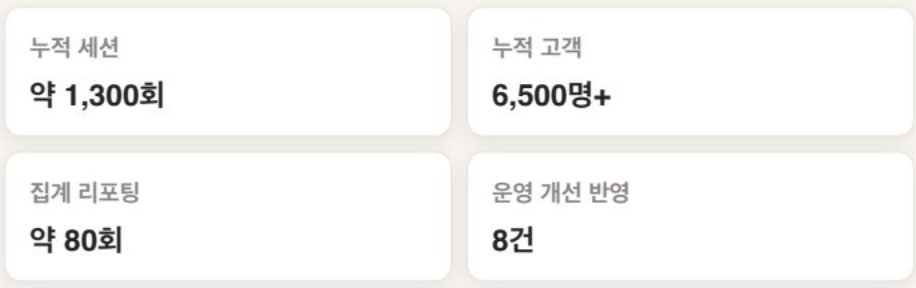 누적 세션
약 1,300회
누적 고객
6,500명+
집계 리포팅
약 80회
운영 개선 반영
8건